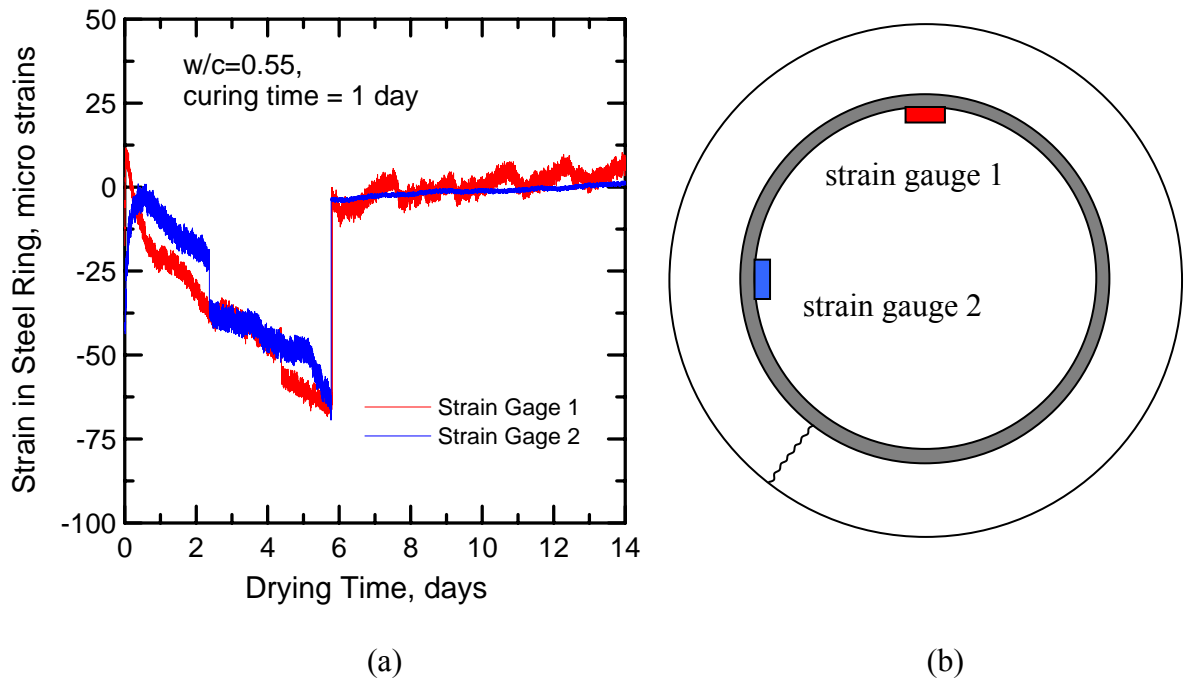 50
25
0
-25
-50
-75
-100
Strain in Steel Ring, micro strains
w/c=0.55,
curing time = 1 day
Strain Gage 1
Strain Gage 2
0 2 4 6 8 10 12 14
Drying Time, days
(a)
strain gauge 1
strain gauge 2
(b)